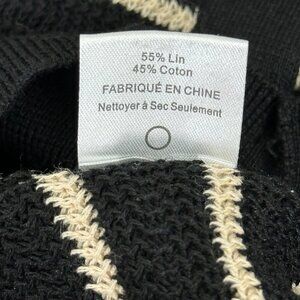 55% Lin
45% Coton
FABRIQUÉ EN CHINE
Nettoyer à Sec Seulement